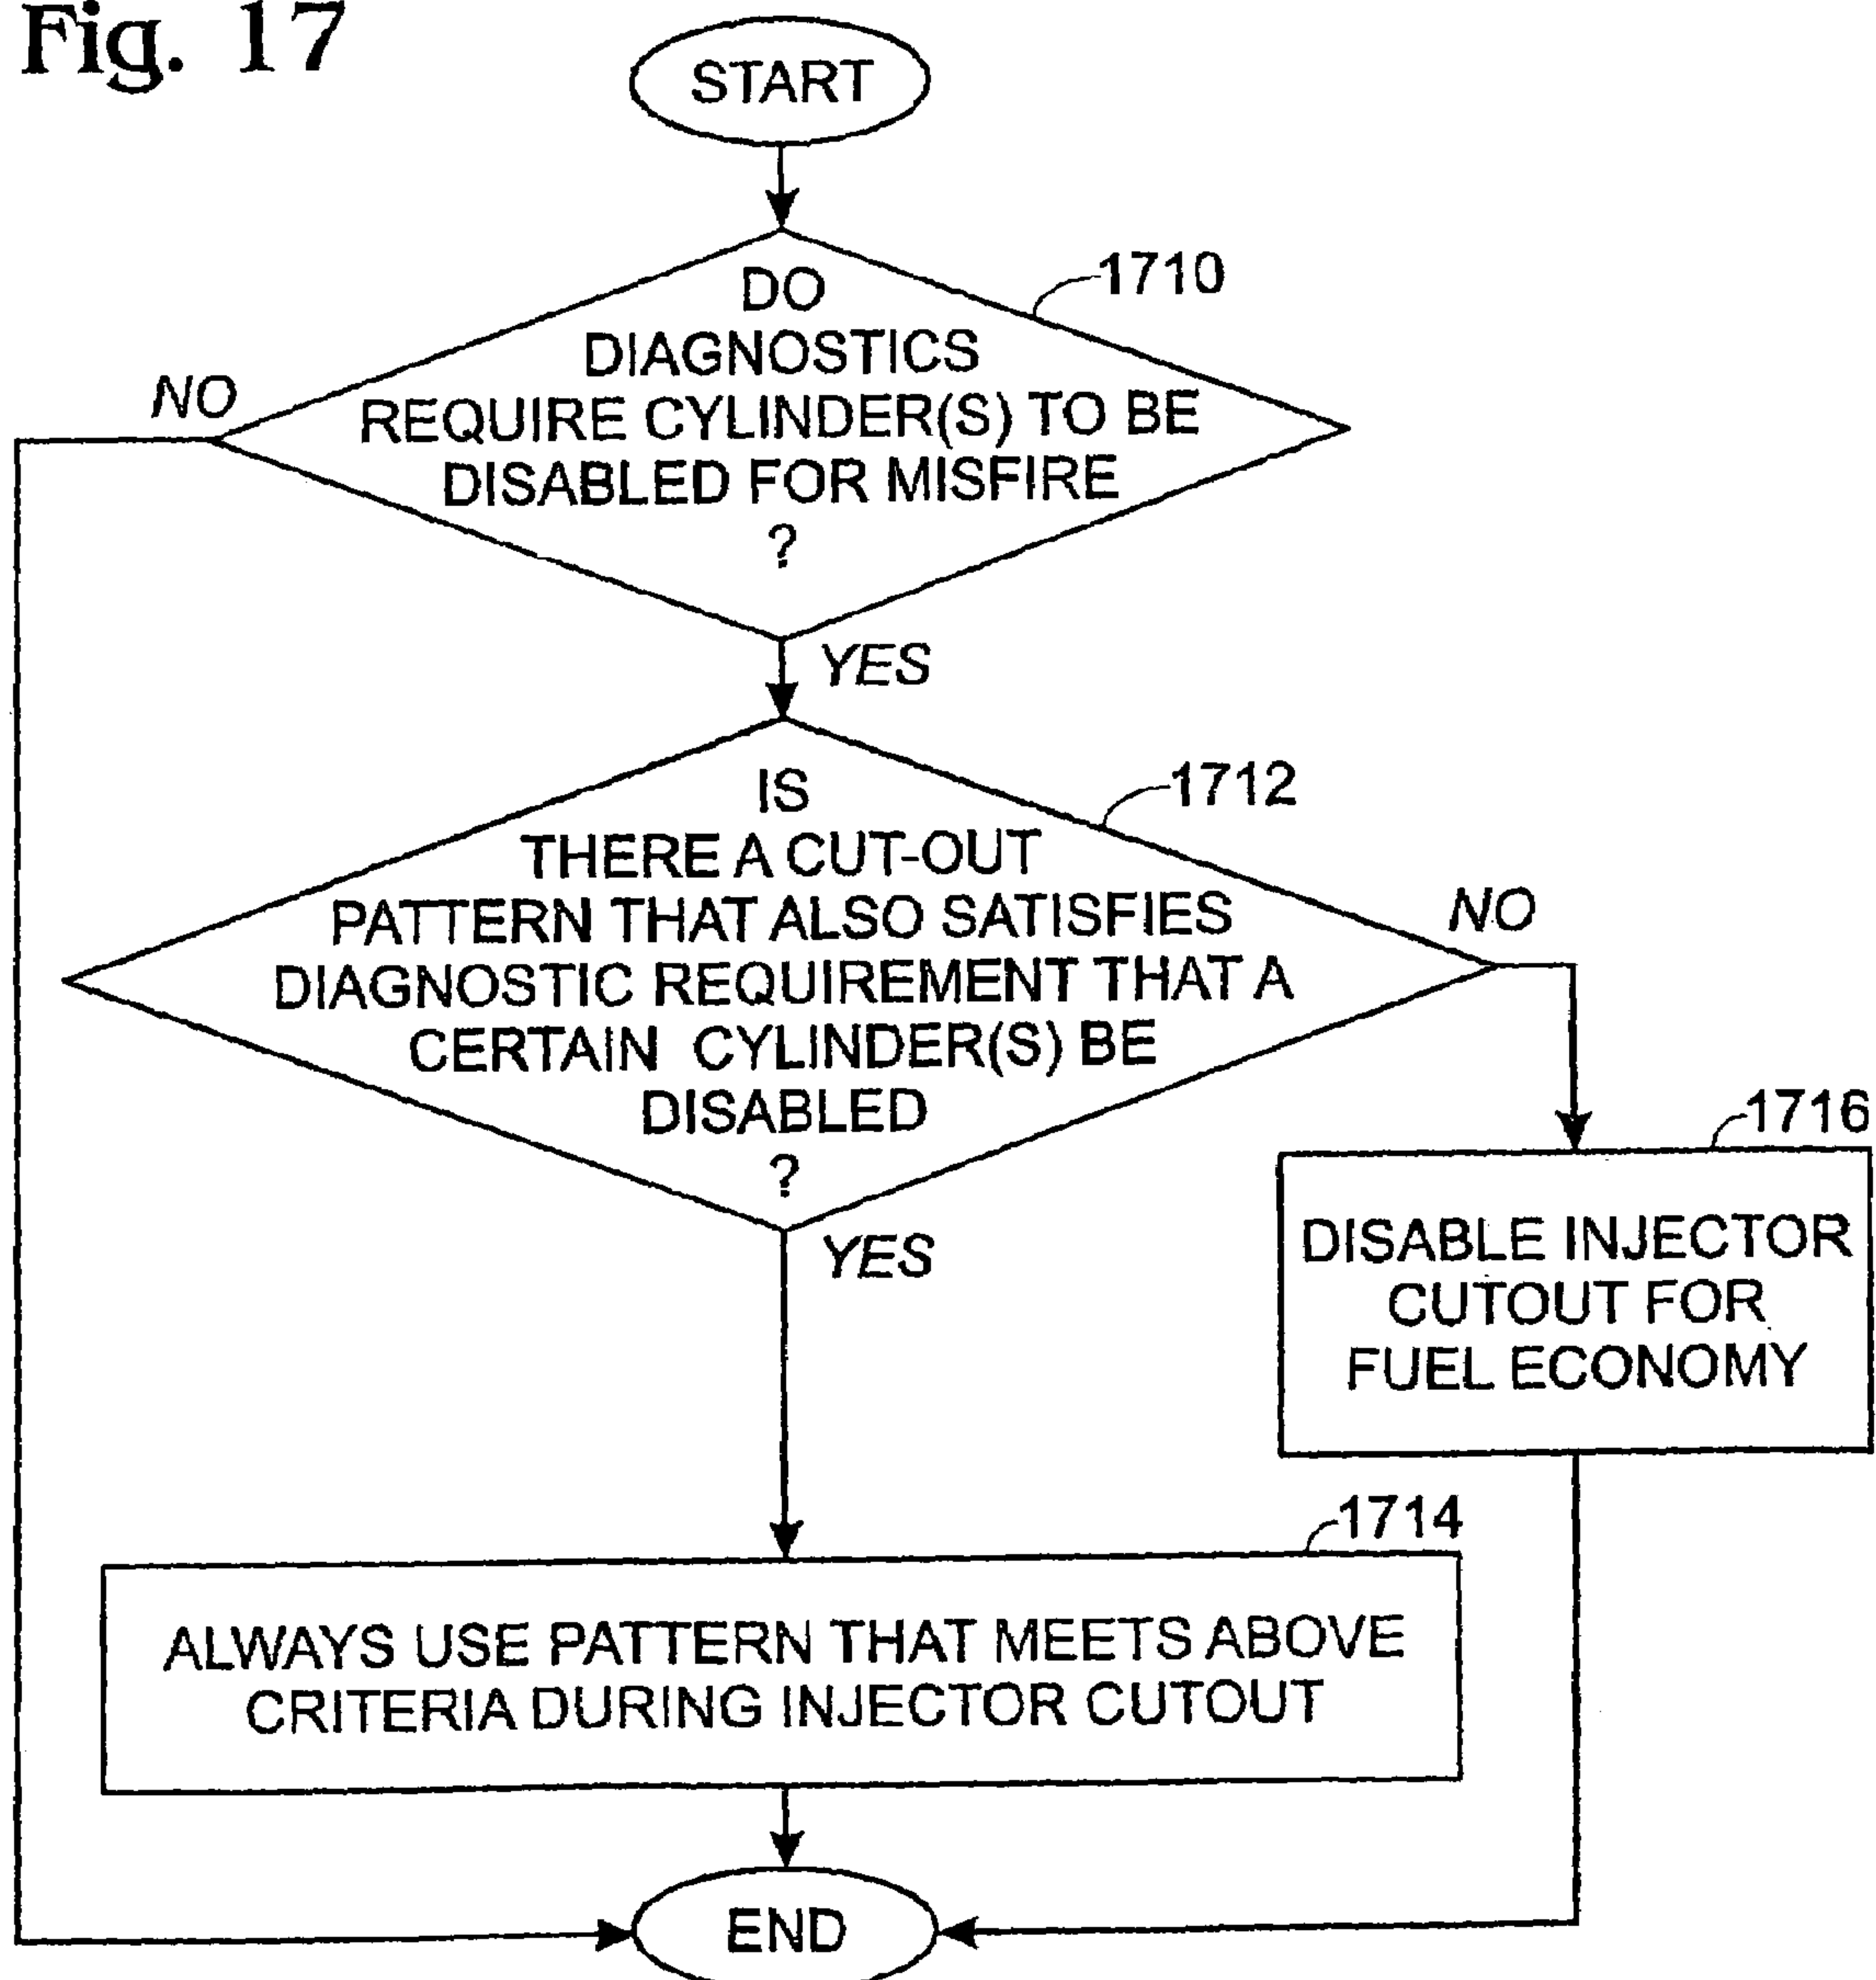 Fig. 17
START
1710
DO
DIAGNOSTICS
REQUIRE CYLINDER(S) TO BE
DISABLED FOR MISFIRE
?
NO
YES
1712
IS
THERE A CUT-OUT
PATTERN THAT ALSO SATISFIES
DIAGNOSTIC REQUIREMENT THAT A
CERTAIN CYLINDER(S) BE
DISABLED
?
NO
YES
1716
DISABLE INJECTOR
CUTOUT FOR
FUEL ECONOMY
1714
ALWAYS USE PATTERN THAT MEETS ABOVE
CRITERIA DURING INJECTOR CUTOUT
END